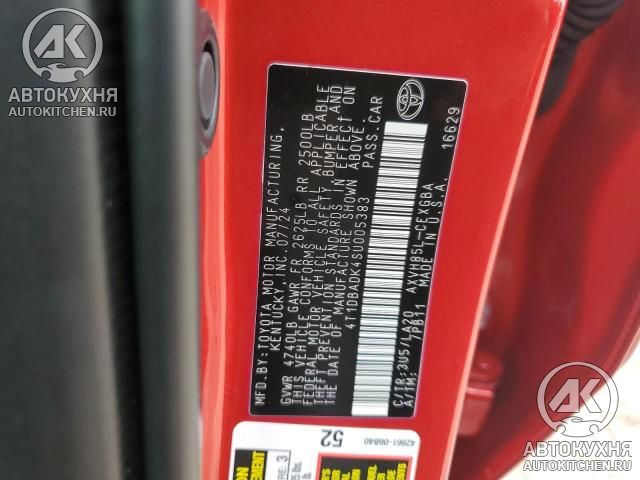 АВТОКУХНЯ
AUTOKITCHEN.RU
MFD.BY:TOYOTA MOTOR MANUFACTURING,
KENTUCKY,INC.07/24
GVWR 4740LB GAWR FR 2625LB RR 2500LB
THIS VEHICLE CONFORMS TO ALL APPLICABLE
FEDERAL MOTOR VEHICLE SAFETY BUMPER,AND
THEFT PREVENTION STANDARDS IN EFFECT ON
THE DATE OF MANUFACTURE SHOWN ABOVE.
4T1DBADK4SU005383 PASS.CAR
C/TR:3U5/LA20 AXVH85L-CEXGBA
A/TM: /PB11 MADE IN U.S.A. 16629
52
42661-06B40
АВТОКУХНЯ
AUTOKITCHEN.RU